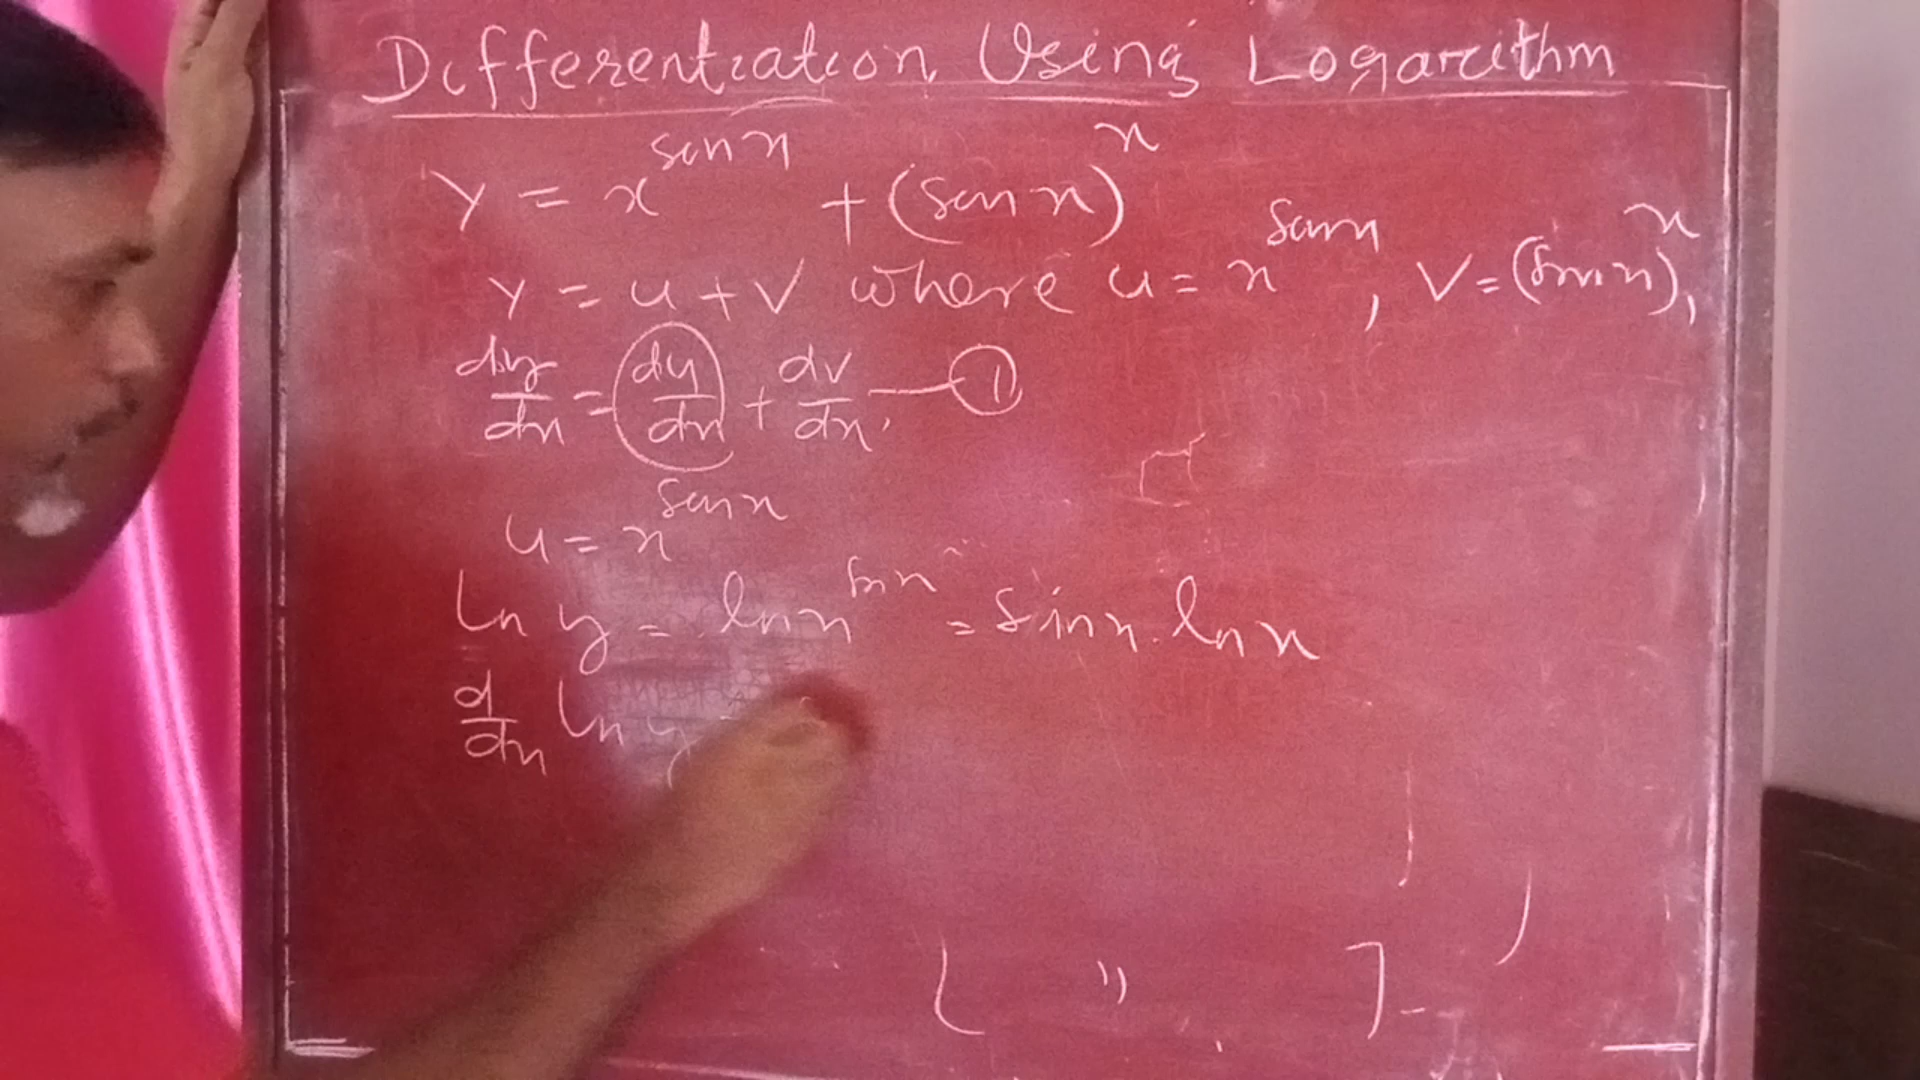 Differentiation Using Logarithm
y = x^sin x + (sin x)^x
y = u + v where u = x^sin x, v = (sin x)^x,
dy/dx = du/dx + dv/dx. — ①
u = x^sin x
ln y = ln x^sin x = sin x. ln x
d/dx ln y
[ " ]